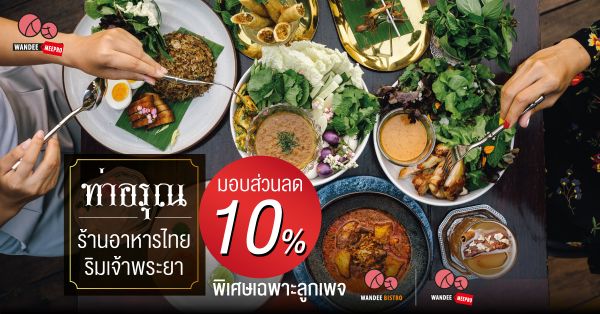 WANDEE MEEPRO
ท่าอรุณ
ร้านอาหารไทย
ริมเจ้าพระยา
มอบส่วนลด
10%
พิเศษเฉพาะลูกเพจ
WANDEE BISTRO
WANDEE MEEPRO